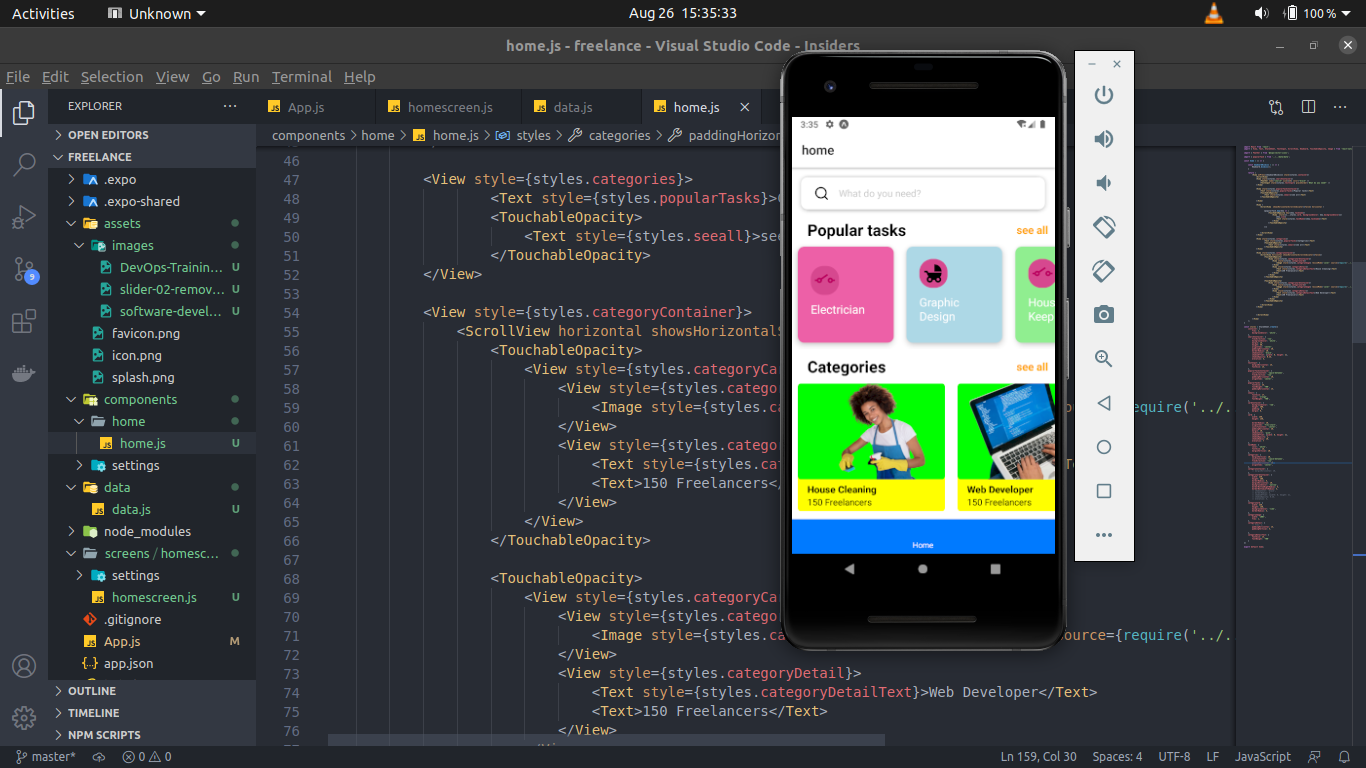 Activities
Unknown
Aug 26 15:35:33
100 %
home.js - freelance - Visual Studio Code - Insiders
File Edit Selection View Go Run Terminal Help
EXPLORER
OPEN EDITORS
FREELANCE
.expo
.expo-shared
assets
images
DevOps-Trainin... U
slider-02-remov... U
software-devel... U
favicon.png
icon.png
splash.png
components
home
JS home.js U
settings
data
JS data.js U
node_modules
screens / homesc...
settings
JS homescreen.js U
.gitignore
JS App.js M
{..} app.json
OUTLINE
TIMELINE
NPM SCRIPTS
9
JS App.js
JS homescreen.js
JS data.js
JS home.js
components > home > JS home.js > styles > categories > paddingHorizon
46
47 <View style={styles.categories}>
48 <Text style={styles.popularTasks}>
49 <TouchableOpacity>
50 <Text style={styles.seeall}>see
51 </TouchableOpacity>
52 </View>
53
54 <View style={styles.categoryContainer}>
55 <ScrollView horizontal showsHorizontalS
56 <TouchableOpacity>
57 <View style={styles.categoryCa
58 <View style={styles.catego
59 <Image style={styles.ca ource={require('../.
60 </View>
61 <View style={styles.catego
62 <Text style={styles.cat
63 <Text>150 Freelancers</
64 </View>
65 </View>
66 </TouchableOpacity>
67
68 <TouchableOpacity>
69 <View style={styles.categoryCa
70 <View style={styles.catego
71 <Image style={styles.ca source={require('../.
72 </View>
73 <View style={styles.categoryDetail}>
74 <Text style={styles.categoryDetailText}>Web Developer</Text>
75 <Text>150 Freelancers</Text>
76 </View>
3:35
home
What do you need?
Popular tasks see all
Electrician
Graphic
Design
Hous
Keep
Categories see all
House Cleaning
150 Freelancers
Web Developer
150 Freelancers
Home
master*
0 0
Ln 159, Col 30
Spaces: 4
UTF-8
LF
JavaScript